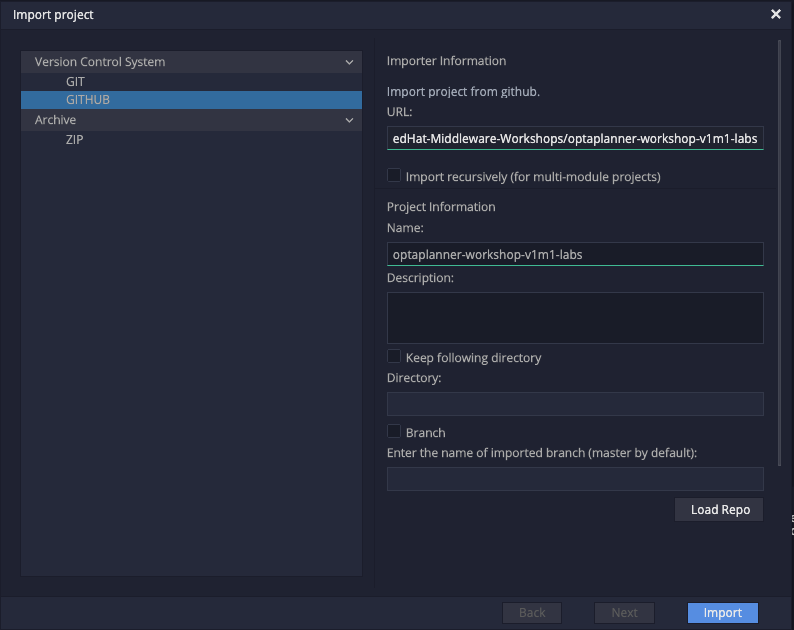 Import project
Version Control System
GIT
GITHUB
Archive
ZIP
Importer Information
Import project from github.
URL:
edHat-Middleware-Workshops/optaplanner-workshop-v1m1-labs
Import recursively (for multi-module projects)
Project Information
Name:
optaplanner-workshop-v1m1-labs
Description:
Keep following directory
Directory:
Branch
Enter the name of imported branch (master by default):
Load Repo
Back
Next
Import